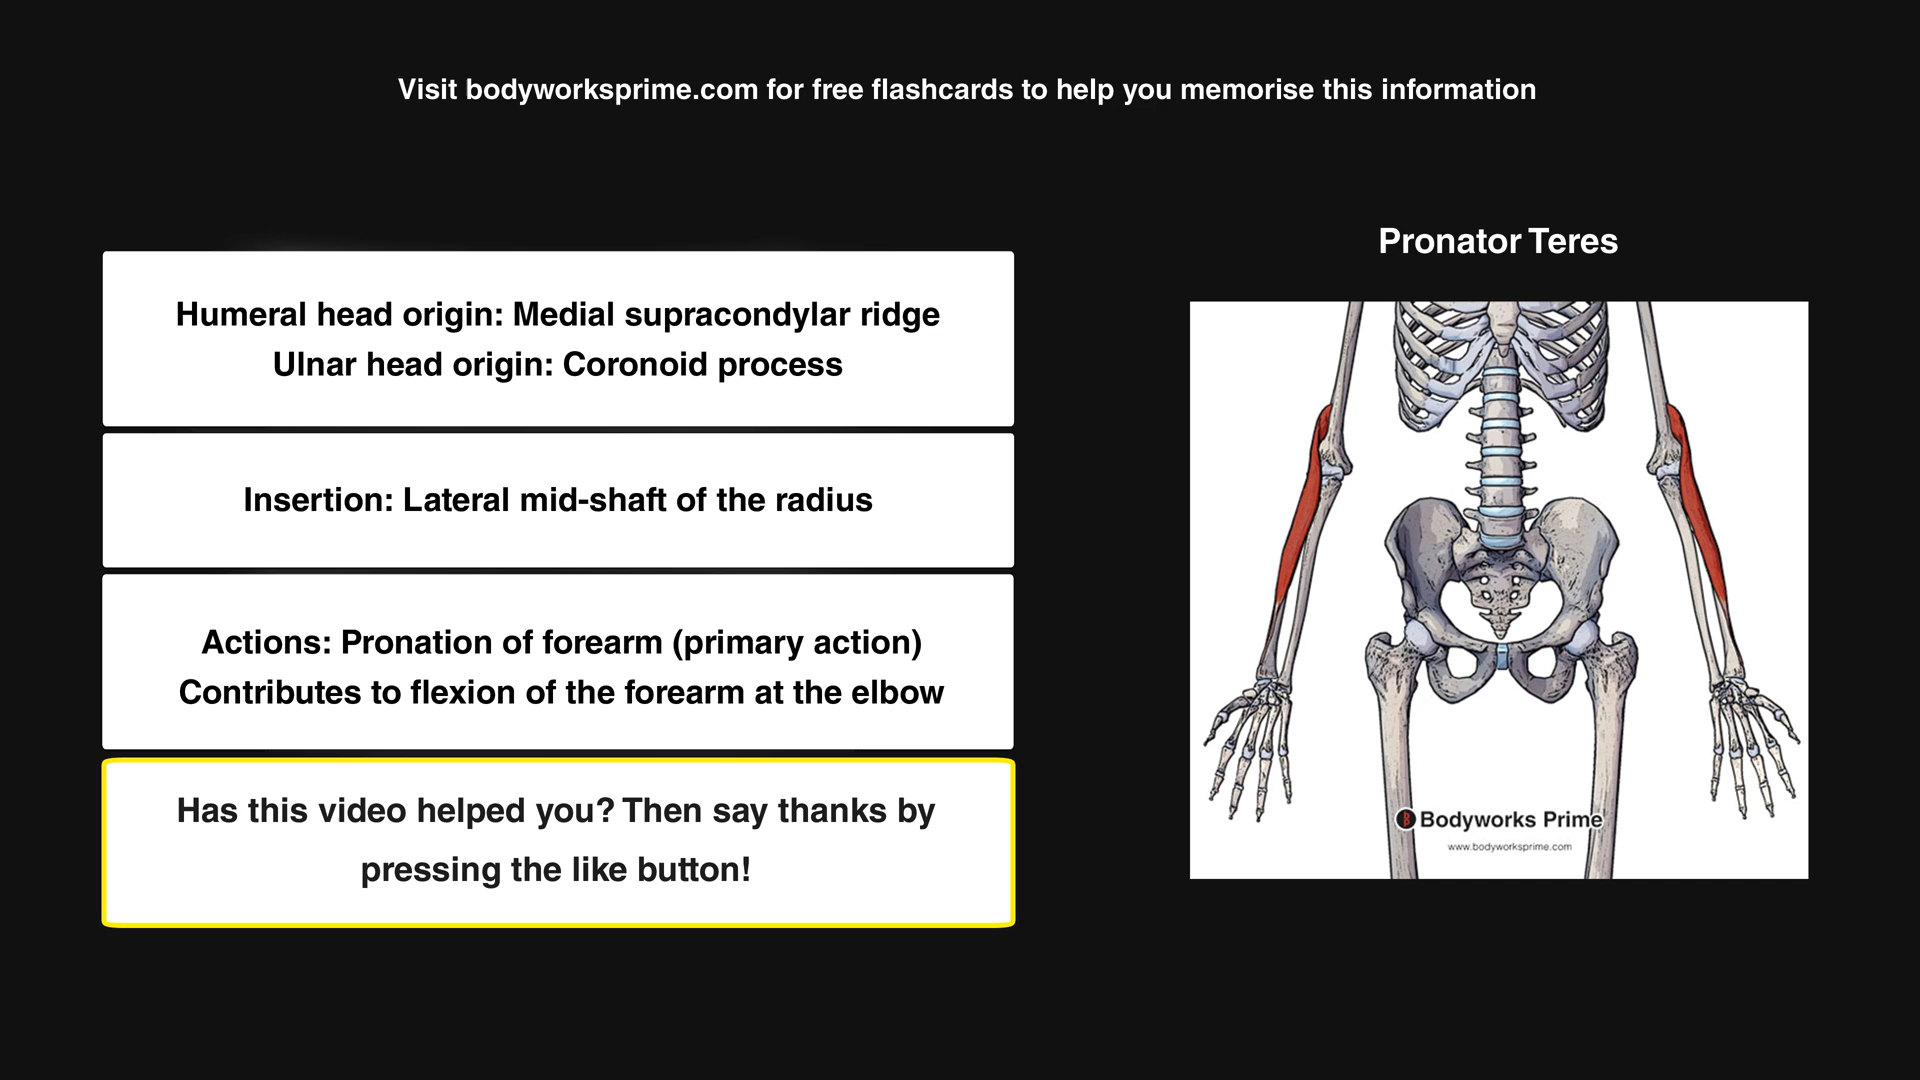 Visit bodyworksprime.com for free flashcards to help you memorise this information
Humeral head origin: Medial supracondylar ridge
Ulnar head origin: Coronoid process
Insertion: Lateral mid-shaft of the radius
Actions: Pronation of forearm (primary action)
Contributes to flexion of the forearm at the elbow
Has this video helped you? Then say thanks by
pressing the like button!
Pronator Teres
Bodyworks Prime
www.bodyworksprime.com